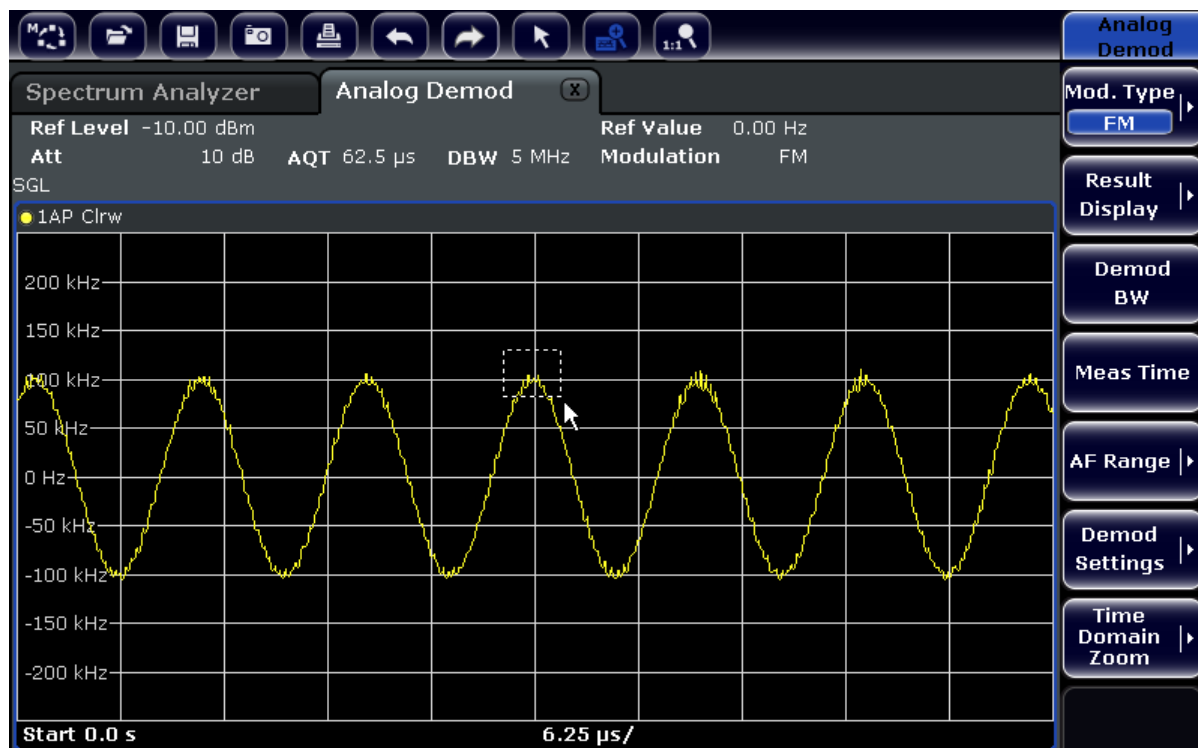 M
1:1
Analog
Demod
Spectrum Analyzer
Analog Demod
X
Ref Level -10.00 dBm
Ref Value 0.00 Hz
Att 10 dB AQT 62.5 µs DBW 5 MHz Modulation FM
SGL
1AP Clrw
200 kHz
150 kHz
100 kHz
50 kHz
0 Hz
-50 kHz
-100 kHz
-150 kHz
-200 kHz
Start 0.0 s
6.25 µs/
Mod. Type
FM
Result
Display
Demod
BW
Meas Time
AF Range
Demod
Settings
Time
Domain
Zoom